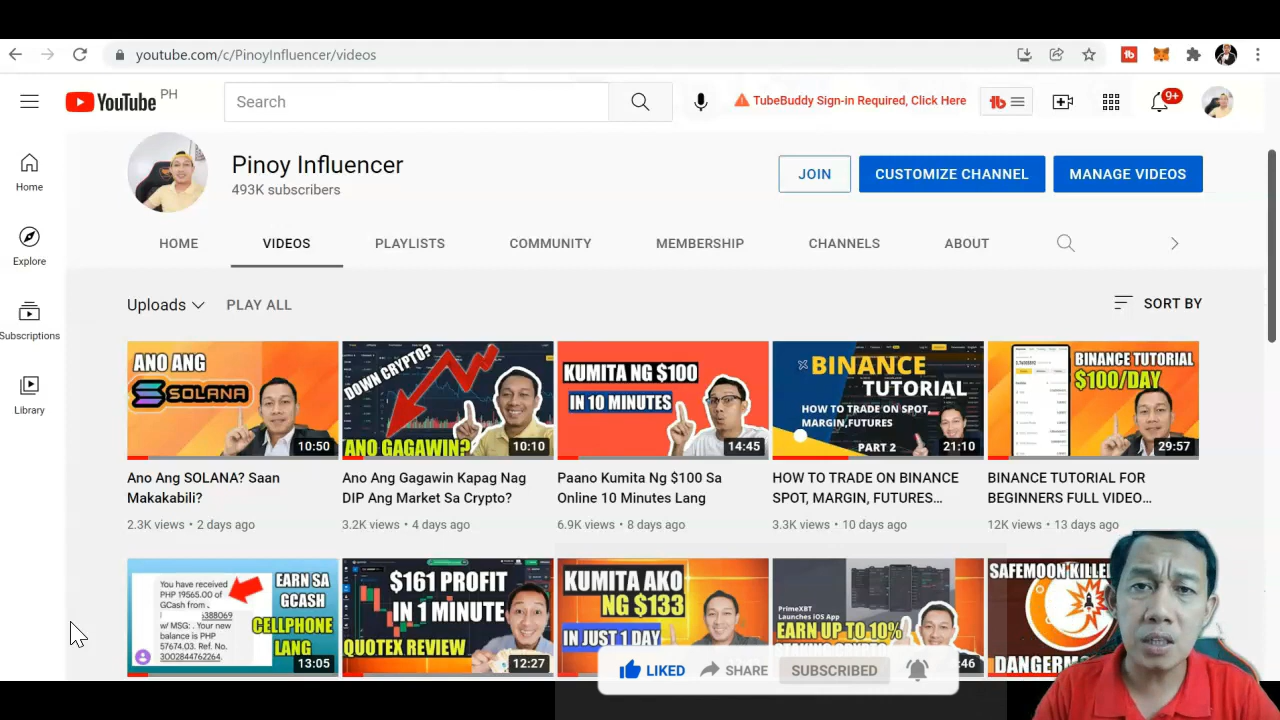 youtube.com/c/PinoyInfluencer/videos
YouTube PH
Search
TubeBuddy Sign-in Required, Click Here
tb
9+
Home
Explore
Subscriptions
Library
Pinoy Influencer
493K subscribers
JOIN
CUSTOMIZE CHANNEL
MANAGE VIDEOS
HOME
VIDEOS
PLAYLISTS
COMMUNITY
MEMBERSHIP
CHANNELS
ABOUT
Uploads
PLAY ALL
SORT BY
ANO ANG
SOLANA
10:50
Ano Ang SOLANA? Saan
Makakabili?
2.3K views • 2 days ago
DOWN CRYPTO?
ANO GAGAWIN?
10:10
Ano Ang Gagawin Kapag Nag
DIP Ang Market Sa Crypto?
3.2K views • 4 days ago
KUMITA NG $100
IN 10 MINUTES
14:45
Paano Kumita Ng $100 Sa
Online 10 Minutes Lang
6.9K views • 8 days ago
BINANCE
TUTORIAL
HOW TO TRADE ON SPOT,
MARGIN,FUTURES
PART 2
21:10
HOW TO TRADE ON BINANCE
SPOT, MARGIN, FUTURES...
3.3K views • 10 days ago
BINANCE TUTORIAL
$100/DAY
29:57
BINANCE TUTORIAL FOR
BEGINNERS FULL VIDEO...
12K views • 13 days ago
You have received
PHP 19565.00 of
GCash from
388069
w/ MSG: . Your new
balance is PHP
57674.03. Ref. No.
3002844762264.
EARN SA
GCASH
CELLPHONE
LANG
13:05
$161 PROFIT
IN 1 MINUTE
QUOTEX REVIEW
12:27
KUMITA AKO
NG $133
IN JUST 1 DAY
PrimeXBT
Launches iOS App
EARN UP TO 10%
STAKING CRYPTO
:46
SAFEMOON KILLE
DANGERM
LIKED
SHARE
SUBSCRIBED